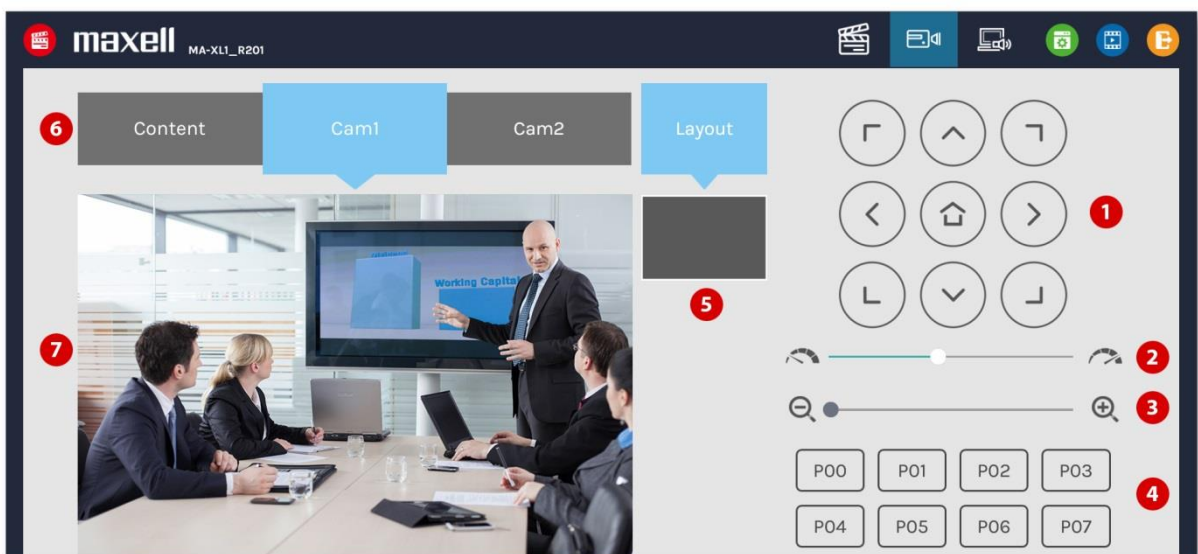 maxell MA-XL1_R201
6 Content Cam1 Cam2 Layout
1
Working Capital
5
7
2
3
P00 P01 P02 P03
4
P04 P05 P06 P07